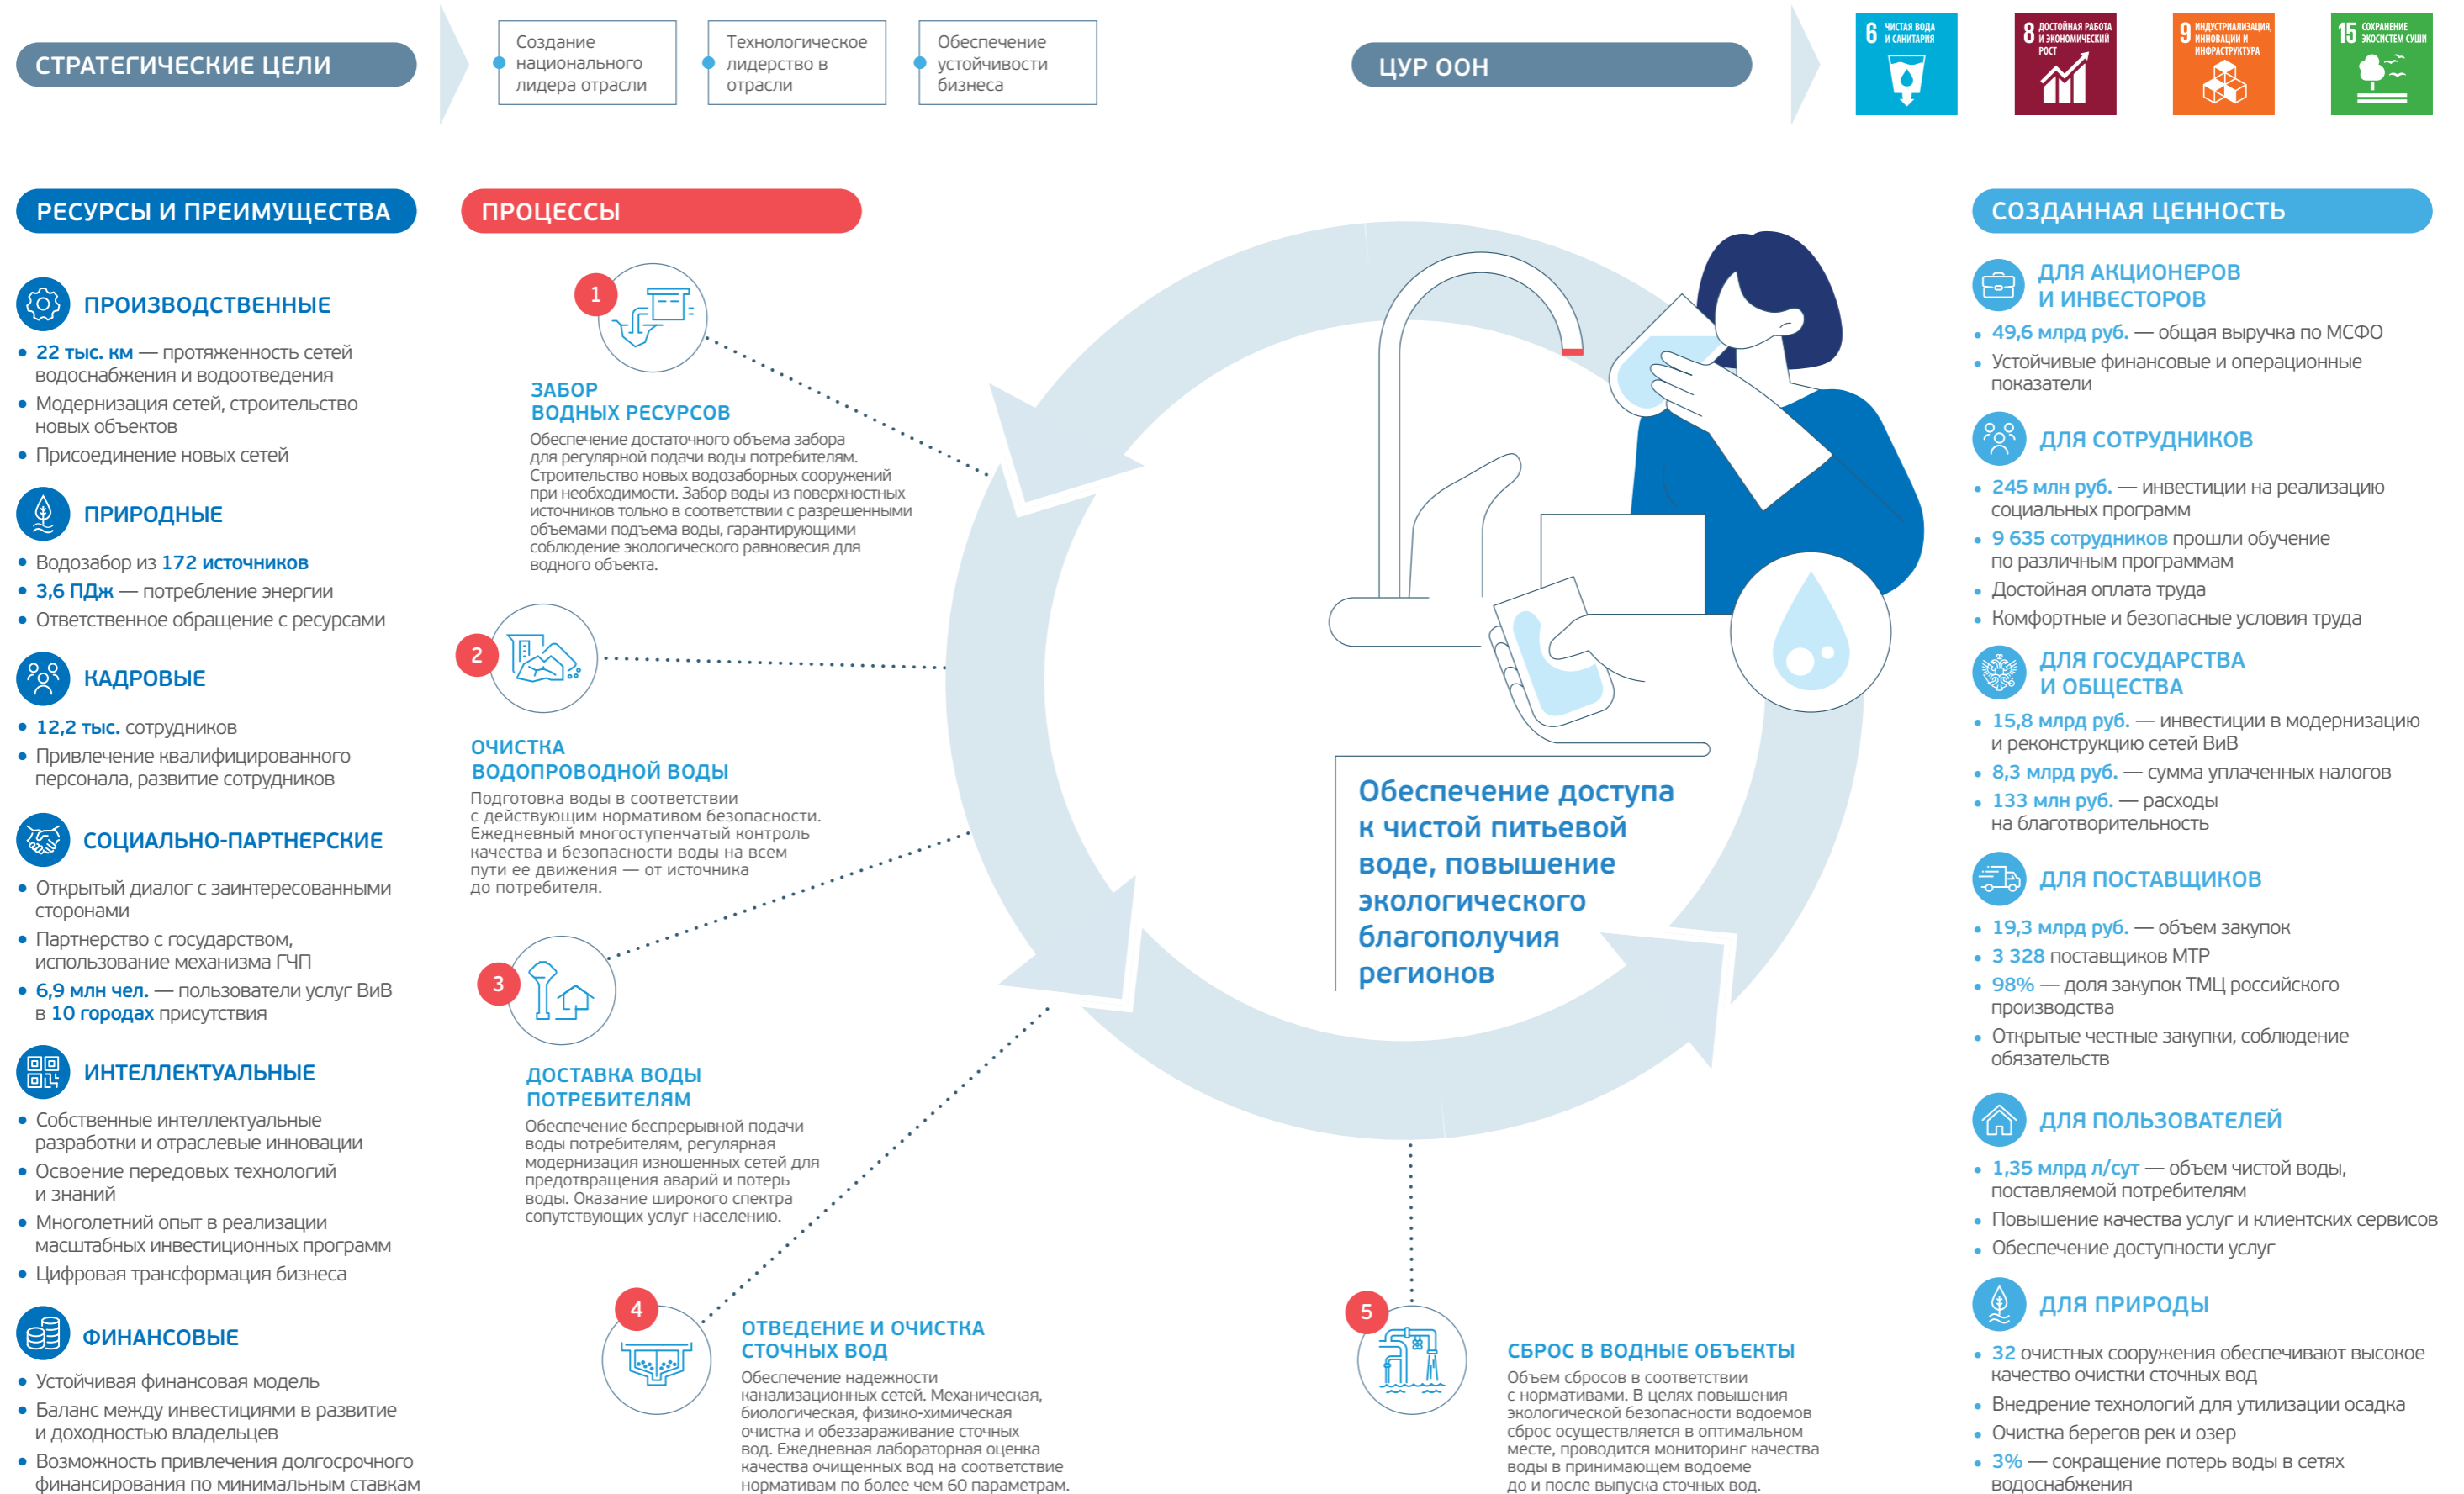 СТРАТЕГИЧЕСКИЕ ЦЕЛИ
Создание
национального
лидера отрасли
Технологическое
лидерство в
отрасли
Обеспечение
устойчивости
бизнеса
ЦУР ООН
6 ЧИСТАЯ ВОДА
И САНИТАРИЯ
8 ДОСТОЙНАЯ РАБОТА
И ЭКОНОМИЧЕСКИЙ
РОСТ
9 ИНДУСТРИАЛИЗАЦИЯ,
ИННОВАЦИИ И
ИНФРАСТРУКТУРА
15 СОХРАНЕНИЕ
ЭКОСИСТЕМ СУШИ
РЕСУРСЫ И ПРЕИМУЩЕСТВА
ПРОИЗВОДСТВЕННЫЕ
• 22 тыс. км — протяженность сетей
водоснабжения и водоотведения
• Модернизация сетей, строительство
новых объектов
• Присоединение новых сетей
ПРИРОДНЫЕ
• Водозабор из 172 источников
• 3,6 ПДж — потребление энергии
• Ответственное обращение с ресурсами
КАДРОВЫЕ
• 12,2 тыс. сотрудников
• Привлечение квалифицированного
персонала, развитие сотрудников
СОЦИАЛЬНО-ПАРТНЕРСКИЕ
• Открытый диалог с заинтересованными
сторонами
• Партнерство с государством,
использование механизма ГЧП
• 6,9 млн чел. — пользователи услуг ВиВ
в 10 городах присутствия
ИНТЕЛЛЕКТУАЛЬНЫЕ
• Собственные интеллектуальные
разработки и отраслевые инновации
• Освоение передовых технологий
и знаний
• Многолетний опыт в реализации
масштабных инвестиционных программ
• Цифровая трансформация бизнеса
ФИНАНСОВЫЕ
• Устойчивая финансовая модель
• Баланс между инвестициями в развитие
и доходностью владельцев
• Возможность привлечения долгосрочного
финансирования по минимальным ставкам
ПРОЦЕССЫ
1
ЗАБОР
ВОДНЫХ РЕСУРСОВ
Обеспечение достаточного объема забора
для регулярной подачи воды потребителям.
Строительство новых водозаборных сооружений
при необходимости. Забор воды из поверхностных
источников только в соответствии с разрешенными
объемами подъема воды, гарантирующими
соблюдение экологического равновесия для
водного объекта.
2
ОЧИСТКА
ВОДОПРОВОДНОЙ ВОДЫ
Подготовка воды в соответствии
с действующим нормативом безопасности.
Ежедневный многоступенчатый контроль
качества и безопасности воды на всем
пути ее движения — от источника
до потребителя.
3
ДОСТАВКА ВОДЫ
ПОТРЕБИТЕЛЯМ
Обеспечение беспрерывной подачи
воды потребителям, регулярная
модернизация изношенных сетей для
предотвращения аварий и потерь
воды. Оказание широкого спектра
сопутствующих услуг населению.
4
ОТВЕДЕНИЕ И ОЧИСТКА
СТОЧНЫХ ВОД
Обеспечение надежности
канализационных сетей. Механическая,
биологическая, физико-химическая
очистка и обеззараживание сточных
вод. Ежедневная лабораторная оценка
качества очищенных вод на соответствие
нормативам по более чем 60 параметрам.
5
СБРОС В ВОДНЫЕ ОБЪЕКТЫ
Объем сбросов в соответствии
с нормативами. В целях повышения
экологической безопасности водоемов
сброс осуществляется в оптимальном
месте, проводится мониторинг качества
воды в принимающем водоеме
до и после выпуска сточных вод.
Обеспечение доступа
к чистой питьевой
воде, повышение
экологического
благополучия
регионов
СОЗДАННАЯ ЦЕННОСТЬ
ДЛЯ АКЦИОНЕРОВ
И ИНВЕСТОРОВ
• 49,6 млрд руб. — общая выручка по МСФО
• Устойчивые финансовые и операционные
показатели
ДЛЯ СОТРУДНИКОВ
• 245 млн руб. — инвестиции на реализацию
социальных программ
• 9 635 сотрудников прошли обучение
по различным программам
• Достойная оплата труда
• Комфортные и безопасные условия труда
ДЛЯ ГОСУДАРСТВА
И ОБЩЕСТВА
• 15,8 млрд руб. — инвестиции в модернизацию
и реконструкцию сетей ВиВ
• 8,3 млрд руб. — сумма уплаченных налогов
• 133 млн руб. — расходы
на благотворительность
ДЛЯ ПОСТАВЩИКОВ
• 19,3 млрд руб. — объем закупок
• 3 328 поставщиков МТР
• 98% — доля закупок ТМЦ российского
производства
• Открытые честные закупки, соблюдение
обязательств
ДЛЯ ПОЛЬЗОВАТЕЛЕЙ
• 1,35 млрд л/сут — объем чистой воды,
поставляемой потребителям
• Повышение качества услуг и клиентских сервисов
• Обеспечение доступности услуг
ДЛЯ ПРИРОДЫ
• 32 очистных сооружения обеспечивают высокое
качество очистки сточных вод
• Внедрение технологий для утилизации осадка
• Очистка берегов рек и озер
• 3% — сокращение потерь воды в сетях
водоснабжения